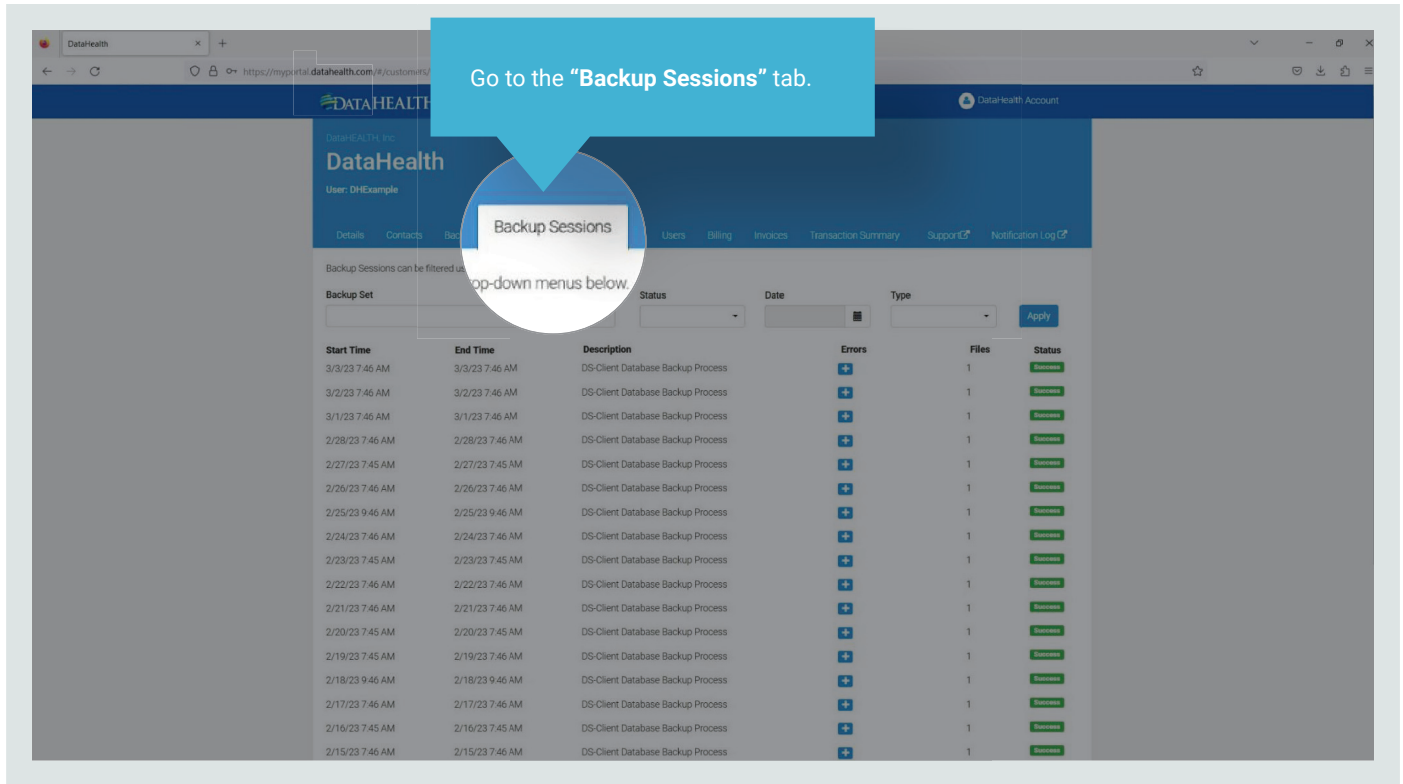 DataHealth
https://myportal.datahealth.com/#/customers/
Go to the “Backup Sessions” tab.
DATAHEALTH
DataHealth Account
DataHEALTH, Inc
DataHealth
User: DHExample
Details Contacts Bac Backup Sessions Users Billing Invoices Transaction Summary Support Notification Log
Backup Sessions can be filtered us op-down menus below.
Backup Set Status Date Type
Apply
Start Time End Time Description Errors Files Status
3/3/23 7:46 AM 3/3/23 7:46 AM DS-Client Database Backup Process 1 Success
3/2/23 7:46 AM 3/2/23 7:46 AM DS-Client Database Backup Process 1 Success
3/1/23 7:46 AM 3/1/23 7:46 AM DS-Client Database Backup Process 1 Success
2/28/23 7:46 AM 2/28/23 7:46 AM DS-Client Database Backup Process 1 Success
2/27/23 7:45 AM 2/27/23 7:45 AM DS-Client Database Backup Process 1 Success
2/26/23 7:46 AM 2/26/23 7:46 AM DS-Client Database Backup Process 1 Success
2/25/23 9:46 AM 2/25/23 9:46 AM DS-Client Database Backup Process 1 Success
2/24/23 7:46 AM 2/24/23 7:46 AM DS-Client Database Backup Process 1 Success
2/23/23 7:45 AM 2/23/23 7:45 AM DS-Client Database Backup Process 1 Success
2/22/23 7:46 AM 2/22/23 7:46 AM DS-Client Database Backup Process 1 Success
2/21/23 7:46 AM 2/21/23 7:46 AM DS-Client Database Backup Process 1 Success
2/20/23 7:45 AM 2/20/23 7:45 AM DS-Client Database Backup Process 1 Success
2/19/23 7:45 AM 2/19/23 7:46 AM DS-Client Database Backup Process 1 Success
2/18/23 9:46 AM 2/18/23 9:46 AM DS-Client Database Backup Process 1 Success
2/17/23 7:46 AM 2/17/23 7:46 AM DS-Client Database Backup Process 1 Success
2/16/23 7:45 AM 2/16/23 7:45 AM DS-Client Database Backup Process 1 Success
2/15/23 7:46 AM 2/15/23 7:46 AM DS-Client Database Backup Process 1 Success